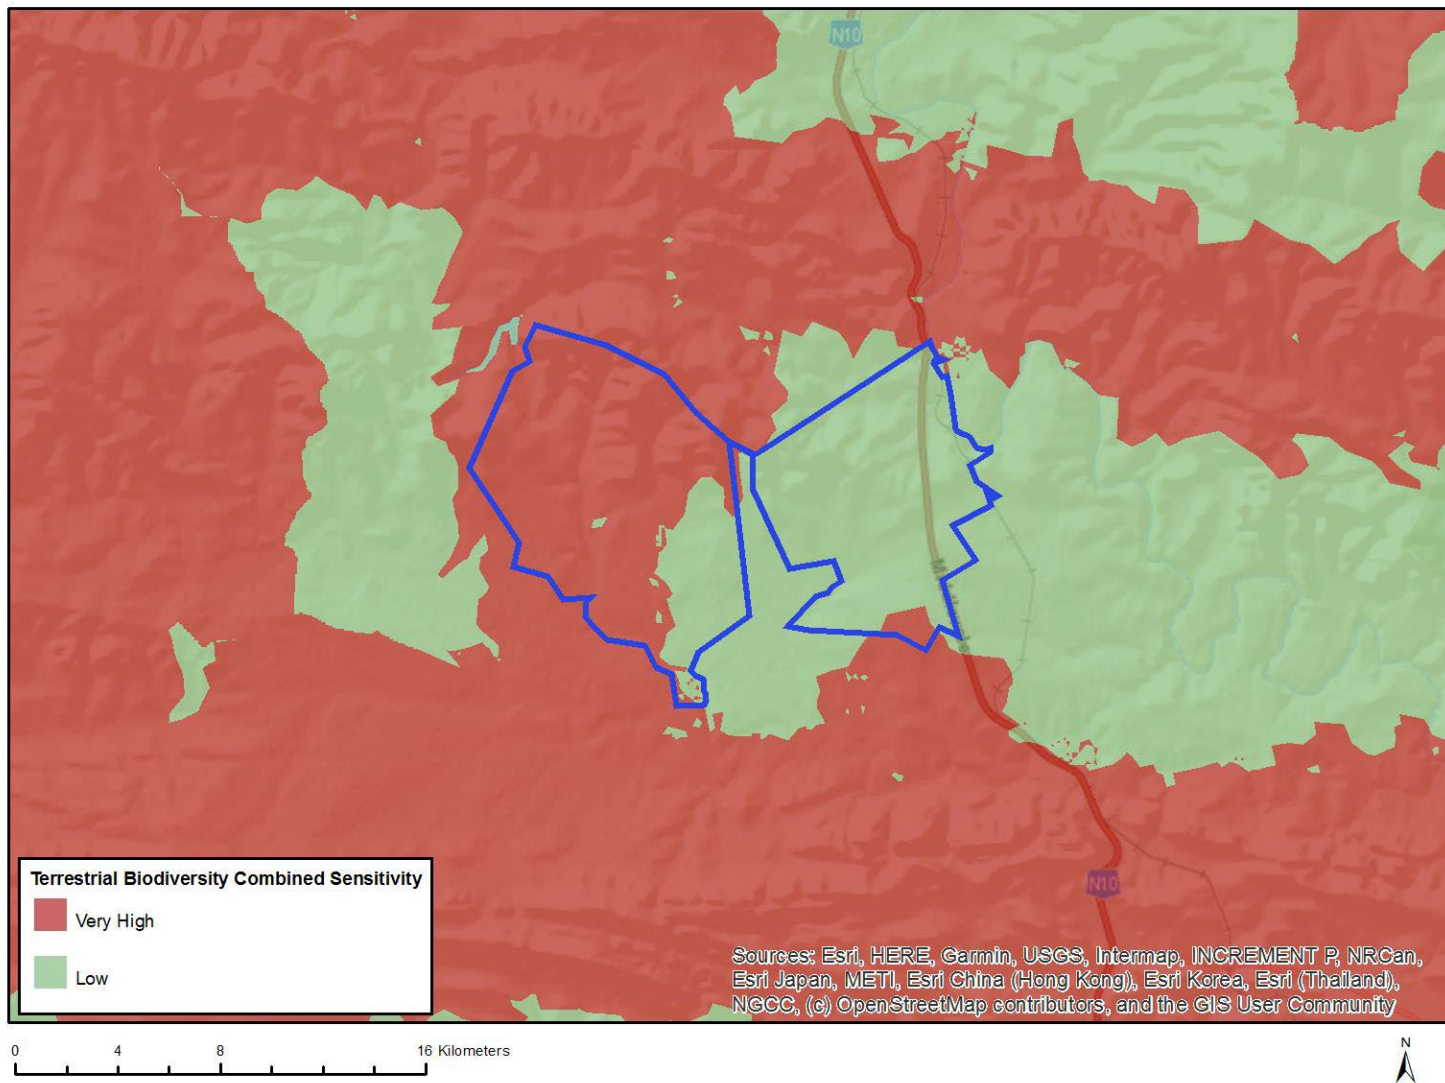 N10
N10
Terrestrial Biodiversity Combined Sensitivity
Very High
Low
Sources: Esri, HERE, Garmin, USGS, Intermap, INCREMENT P, NRCan,
Esri Japan, METI, Esri China (Hong Kong), Esri Korea, Esri (Thailand),
NGCC, (c) OpenStreetMap contributors, and the GIS User Community
0 4 8 16 Kilometers
N